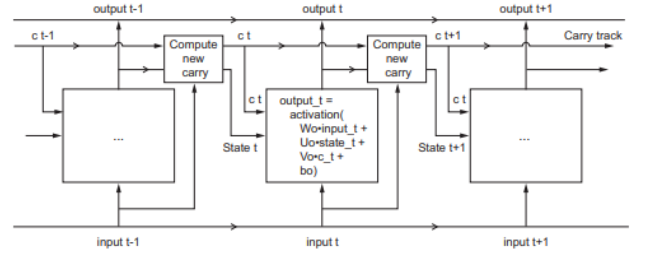 output t-1
output t
output t+1
c t-1
Compute
new
carry
c t
Compute
new
carry
c t+1
Carry track
c t
c t
...
output_t =
activation(
Wo•input_t +
Uo•state_t +
Vo•c_t +
bo)
...
State t
State t+1
input t-1
input t
input t+1